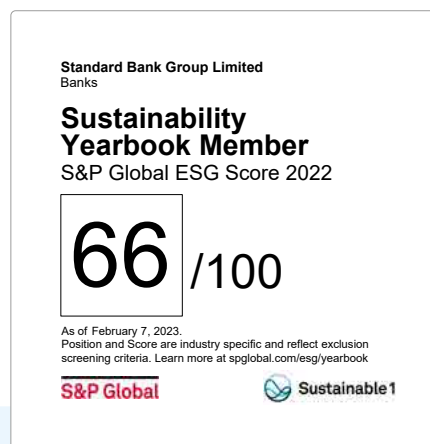 Standard Bank Group Limited
Banks
Sustainability
Yearbook Member
S&P Global ESG Score 2022
66 /100
As of February 7, 2023.
Position and Score are industry specific and reflect exclusion
screening criteria. Learn more at spglobal.com/esg/yearbook
S&P Global Sustainable1